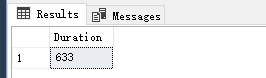 Results Messages
Duration
1 633